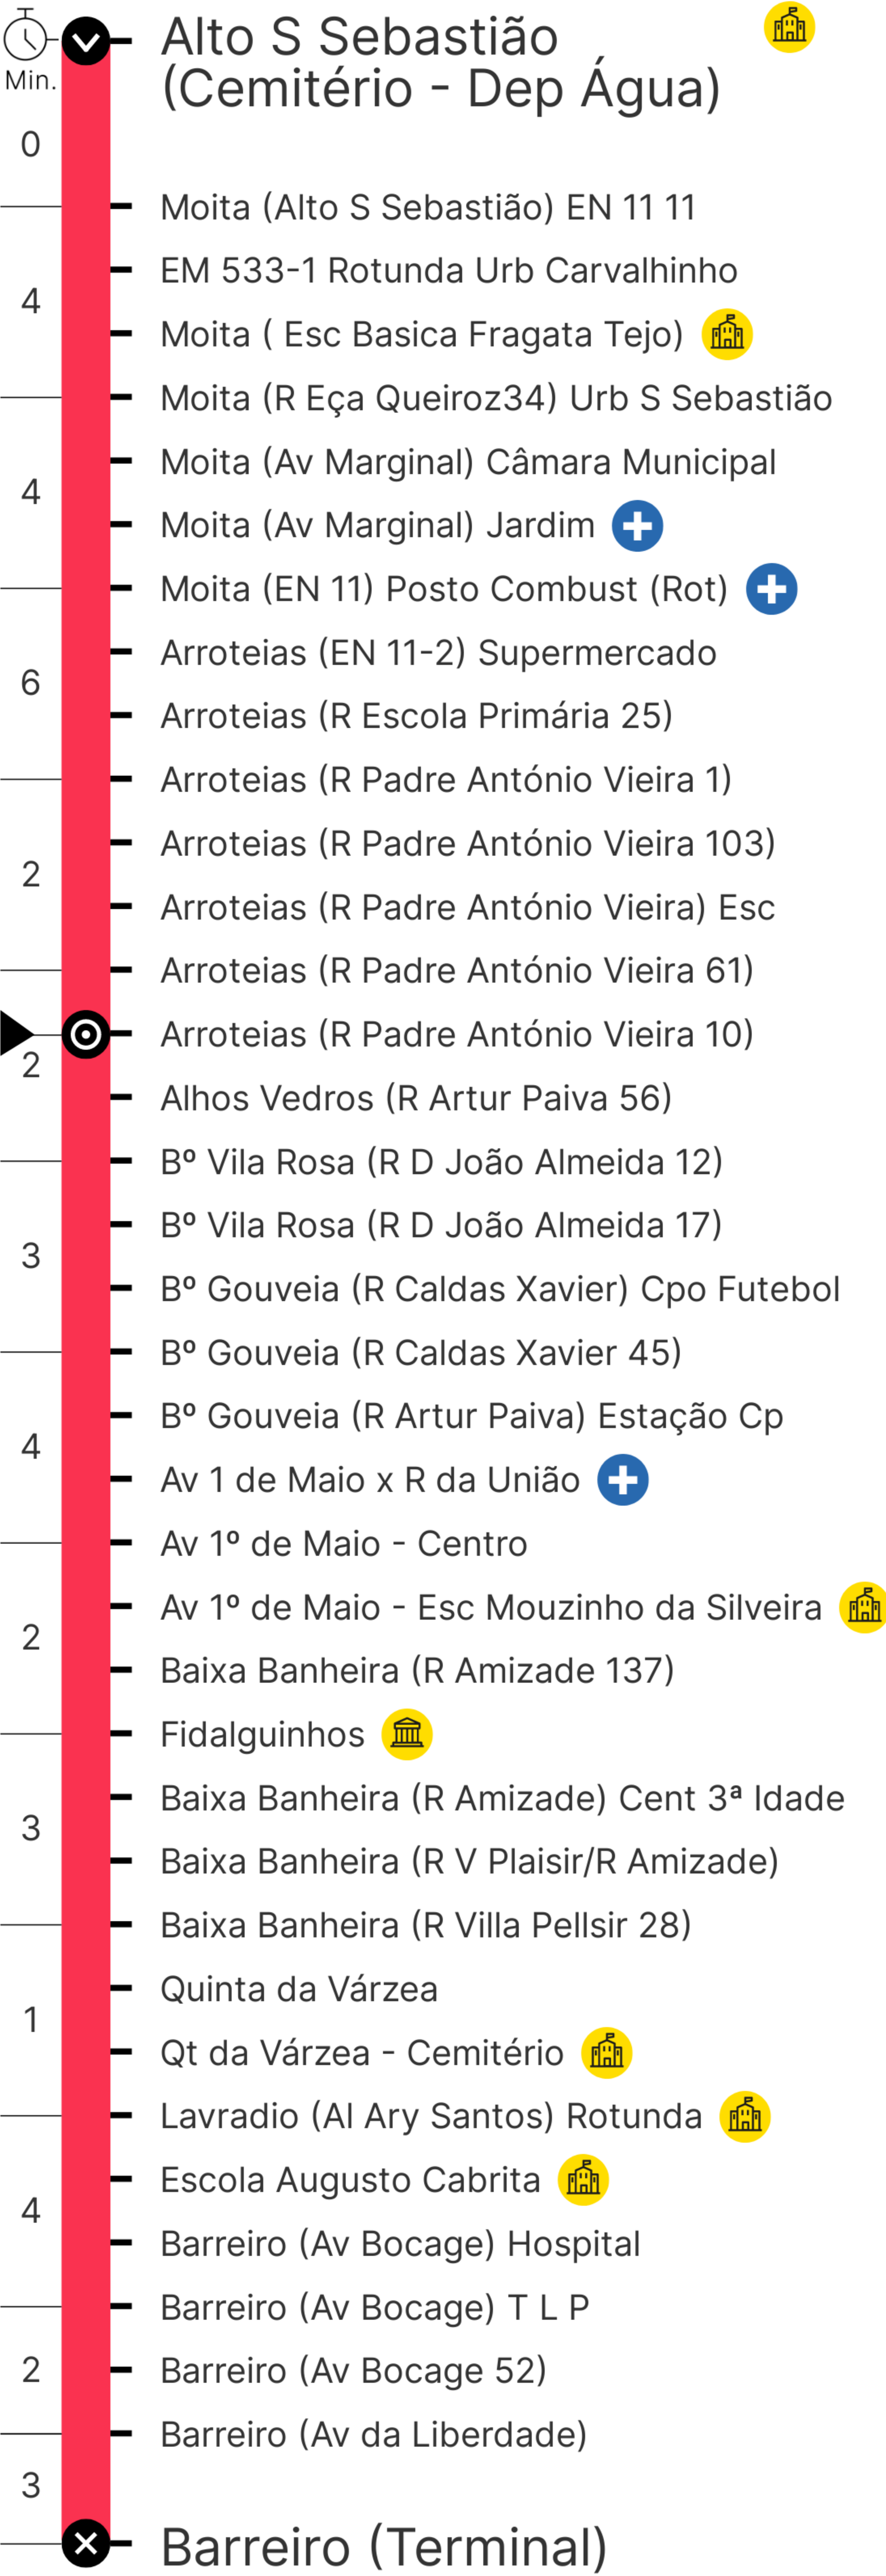 Alto S Sebastião
(Cemitério - Dep Água)
Min.
0
Moita (Alto S Sebastião) EN 11 11
EM 533-1 Rotunda Urb Carvalhinho
4
Moita ( Esc Basica Fragata Tejo)
Moita (R Eça Queiroz34) Urb S Sebastião
Moita (Av Marginal) Câmara Municipal
4
Moita (Av Marginal) Jardim
Moita (EN 11) Posto Combust (Rot)
Arroteias (EN 11-2) Supermercado
6
Arroteias (R Escola Primária 25)
Arroteias (R Padre António Vieira 1)
Arroteias (R Padre António Vieira 103)
2
Arroteias (R Padre António Vieira) Esc
Arroteias (R Padre António Vieira 61)
Arroteias (R Padre António Vieira 10)
2
Alhos Vedros (R Artur Paiva 56)
Bº Vila Rosa (R D João Almeida 12)
Bº Vila Rosa (R D João Almeida 17)
3
Bº Gouveia (R Caldas Xavier) Cpo Futebol
Bº Gouveia (R Caldas Xavier 45)
Bº Gouveia (R Artur Paiva) Estação Cp
4
Av 1 de Maio x R da União
Av 1º de Maio - Centro
Av 1º de Maio - Esc Mouzinho da Silveira
2
Baixa Banheira (R Amizade 137)
Fidalguinhos
Baixa Banheira (R Amizade) Cent 3ª Idade
3
Baixa Banheira (R V Plaisir/R Amizade)
Baixa Banheira (R Villa Pellsir 28)
Quinta da Várzea
1
Qt da Várzea - Cemitério
Lavradio (Al Ary Santos) Rotunda
Escola Augusto Cabrita
4
Barreiro (Av Bocage) Hospital
Barreiro (Av Bocage) T L P
2
Barreiro (Av Bocage 52)
Barreiro (Av da Liberdade)
3
Barreiro (Terminal)